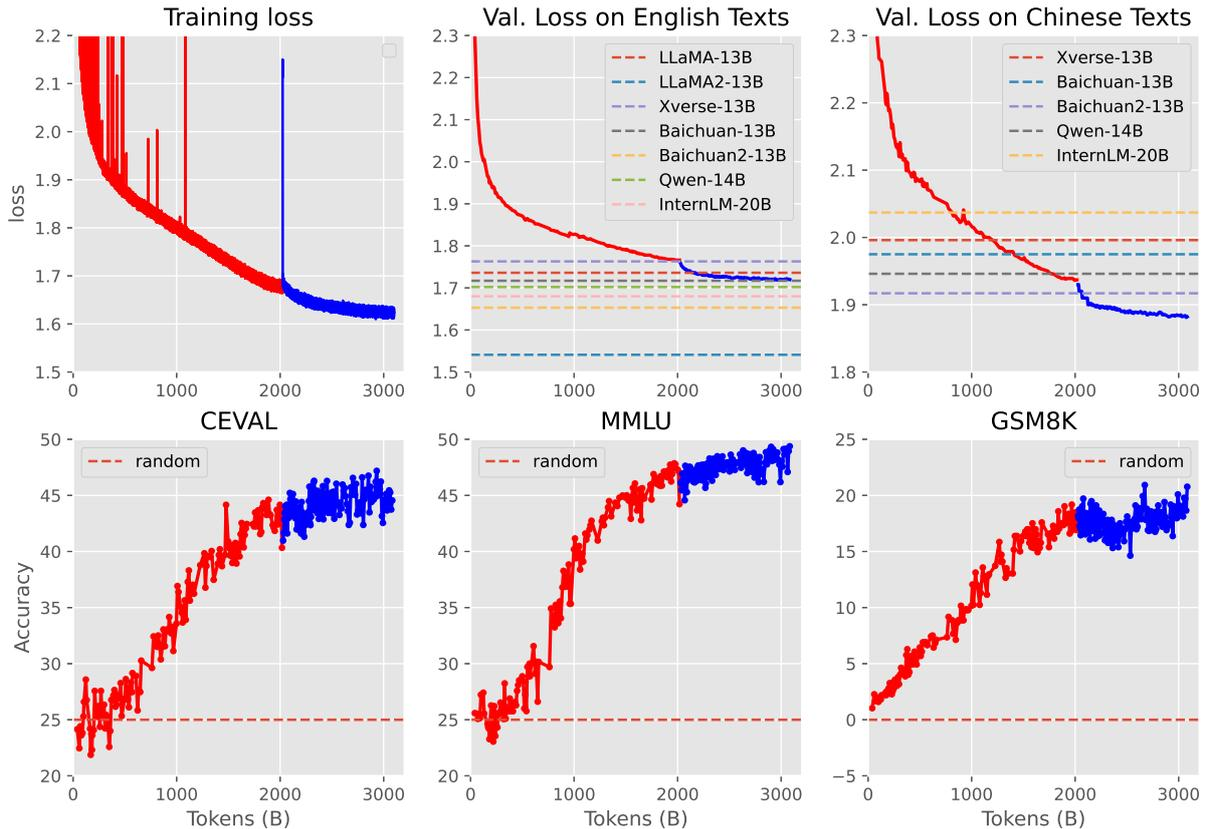 Training loss
Val. Loss on English Texts
Val. Loss on Chinese Texts
2.2
2.1
2.0
1.9
1.8
1.7
1.6
1.5
loss
0
1000
2000
3000
2.3
2.2
2.1
2.0
1.9
1.8
1.7
1.6
1.5
LLaMA-13B
LLaMA2-13B
Xverse-13B
Baichuan-13B
Baichuan2-13B
Qwen-14B
InternLM-20B
0
1000
2000
3000
2.3
2.2
2.1
2.0
1.9
1.8
Xverse-13B
Baichuan-13B
Baichuan2-13B
Qwen-14B
InternLM-20B
0
1000
2000
3000
CEVAL
MMLU
GSM8K
50
45
40
35
30
25
20
Accuracy
random
0
1000
2000
3000
Tokens (B)
50
45
40
35
30
25
20
random
0
1000
2000
3000
Tokens (B)
25
20
15
10
5
0
−5
random
0
1000
2000
3000
Tokens (B)